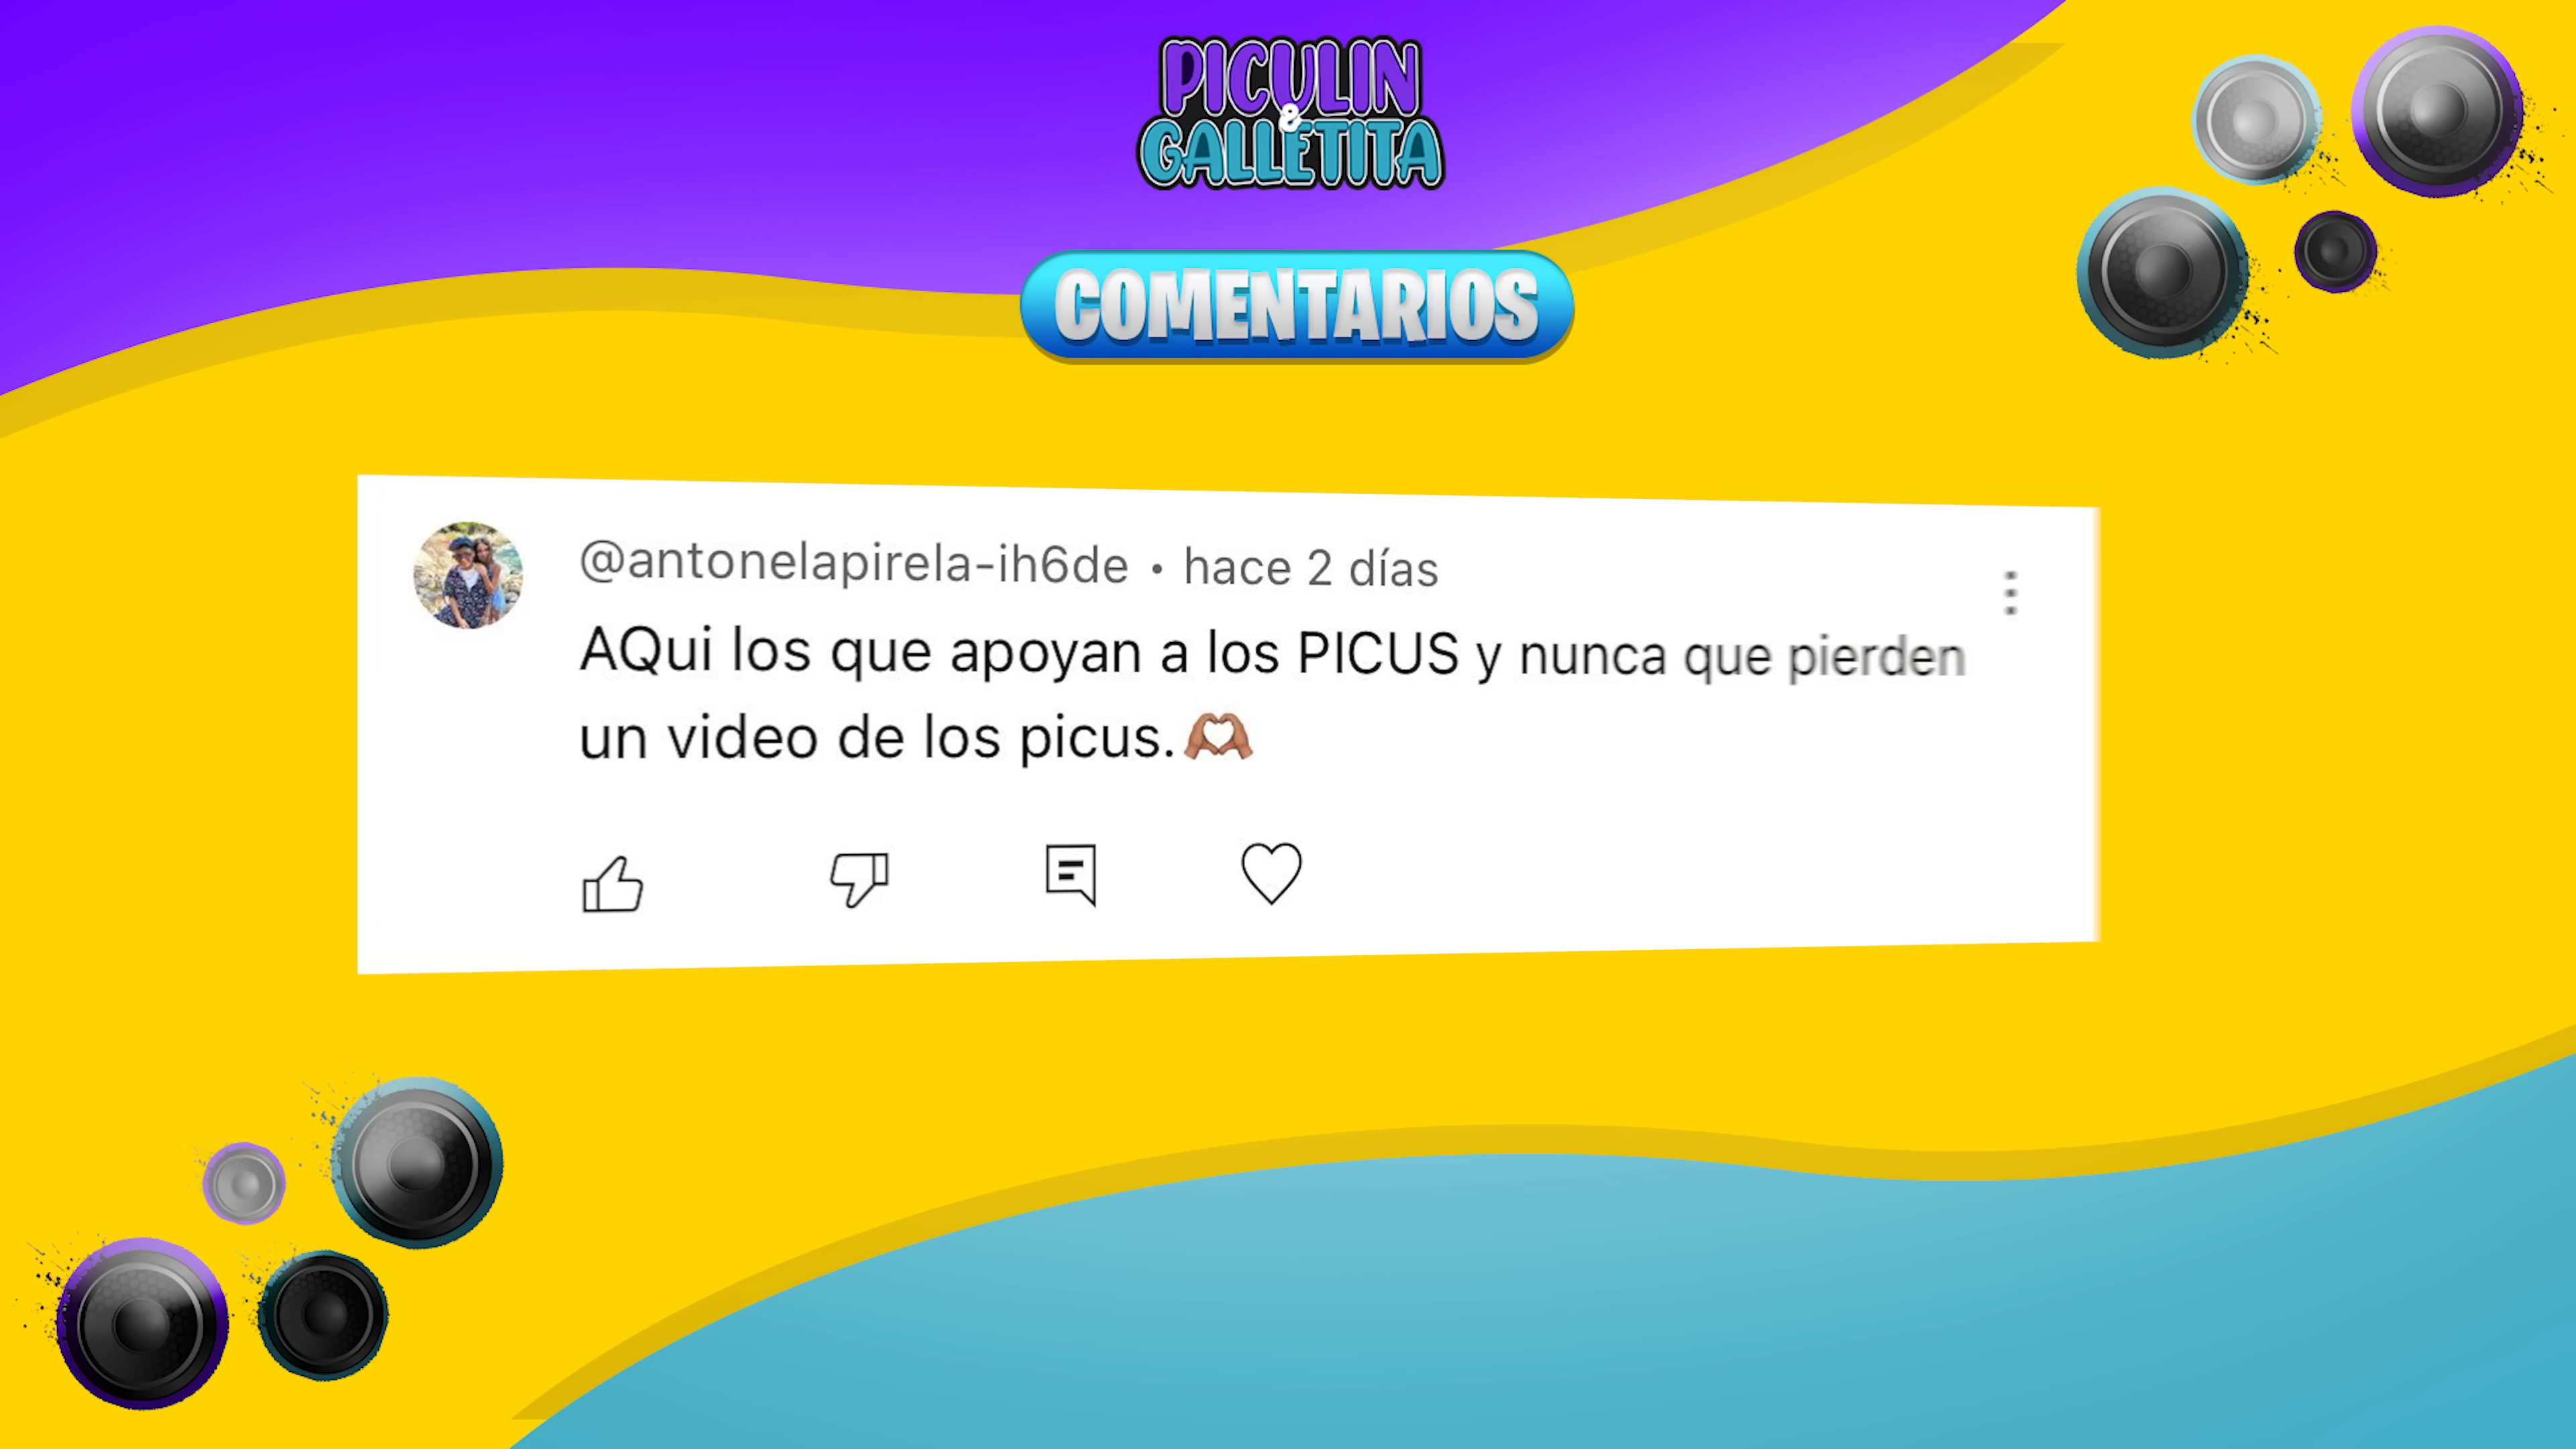 PICULIN
&
GALLETITA
COMENTARIOS
@antonelapirela-ih6de • hace 2 días
AQui los que apoyan a los PICUS y nunca que pierden
un video de los picus.🫶🏽